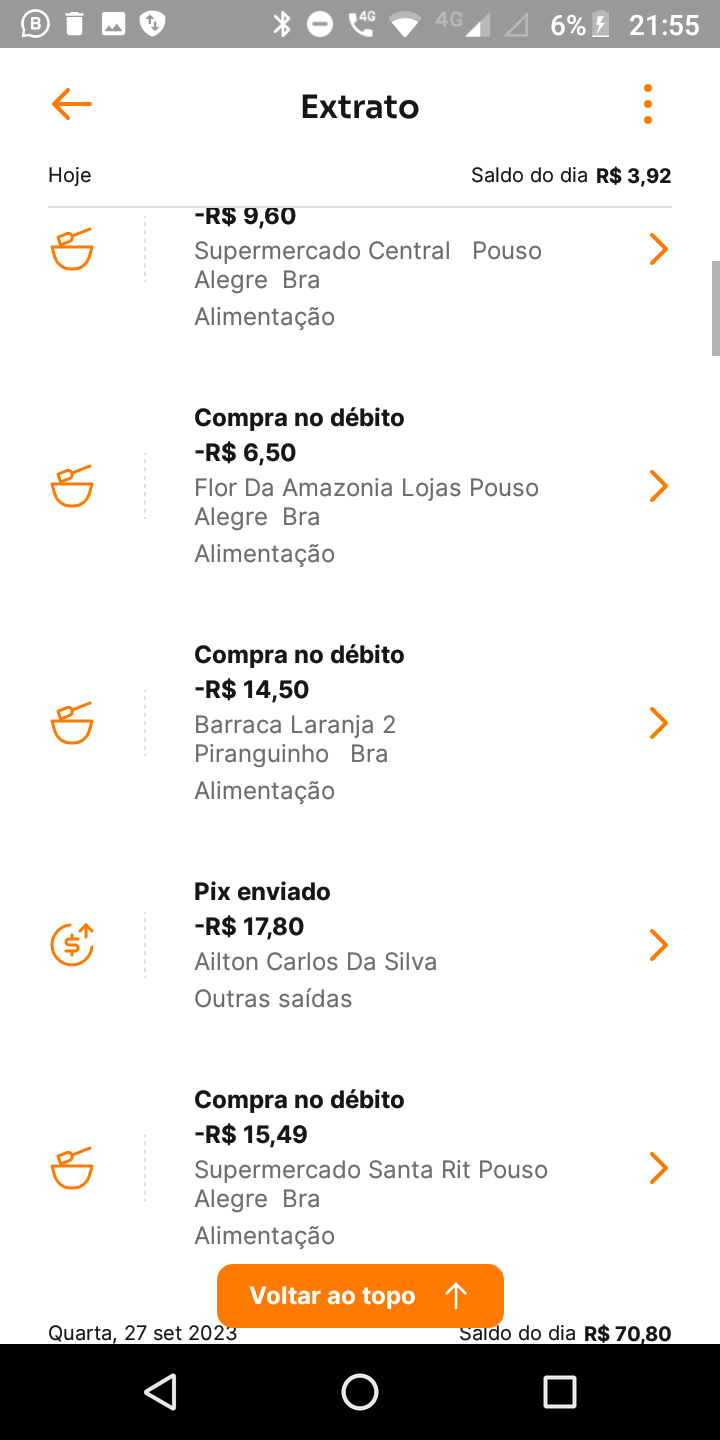 4G 4G 6% 21:55
Extrato
Hoje Saldo do dia R$ 3,92
-R$ 9,60
Supermercado Central Pouso
Alegre Bra
Alimentação
Compra no débito
-R$ 6,50
Flor Da Amazonia Lojas Pouso
Alegre Bra
Alimentação
Compra no débito
-R$ 14,50
Barraca Laranja 2
Piranguinho Bra
Alimentação
Pix enviado
-R$ 17,80
Ailton Carlos Da Silva
Outras saídas
Compra no débito
-R$ 15,49
Supermercado Santa Rit Pouso
Alegre Bra
Alimentação
Voltar ao topo
Quarta, 27 set 2023 Saldo do dia R$ 70,80